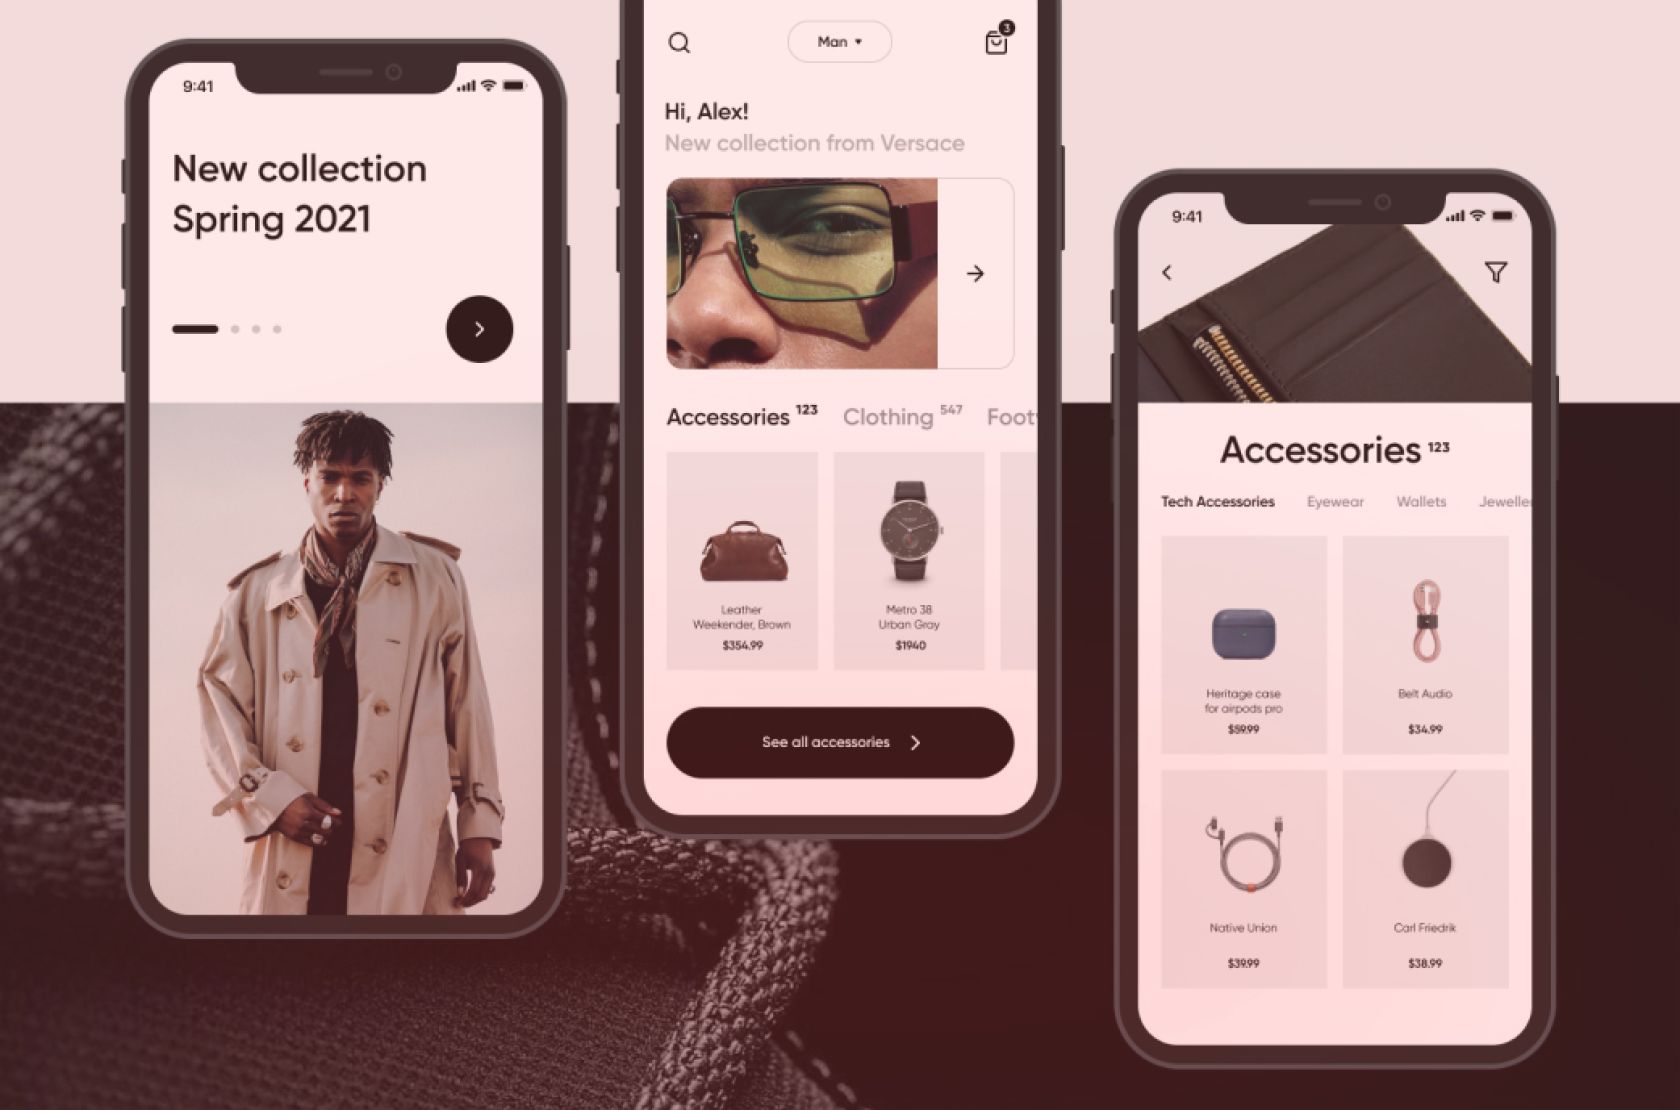 9:41
New collection
Spring 2021
Man
3
Hi, Alex!
New collection from Versace
Accessories 123
Clothing 547
Foot
Leather
Weekender, Brown
$354.99
Metro 38
Urban Gray
$1940
See all accessories
9:41
Accessories 123
Tech Accessories
Eyewear
Wallets
Jeweller
Heritage case
for airpods pro
$59.99
Belt Audio
$34.99
Native Union
$39.99
Carl Friedrik
$38.99